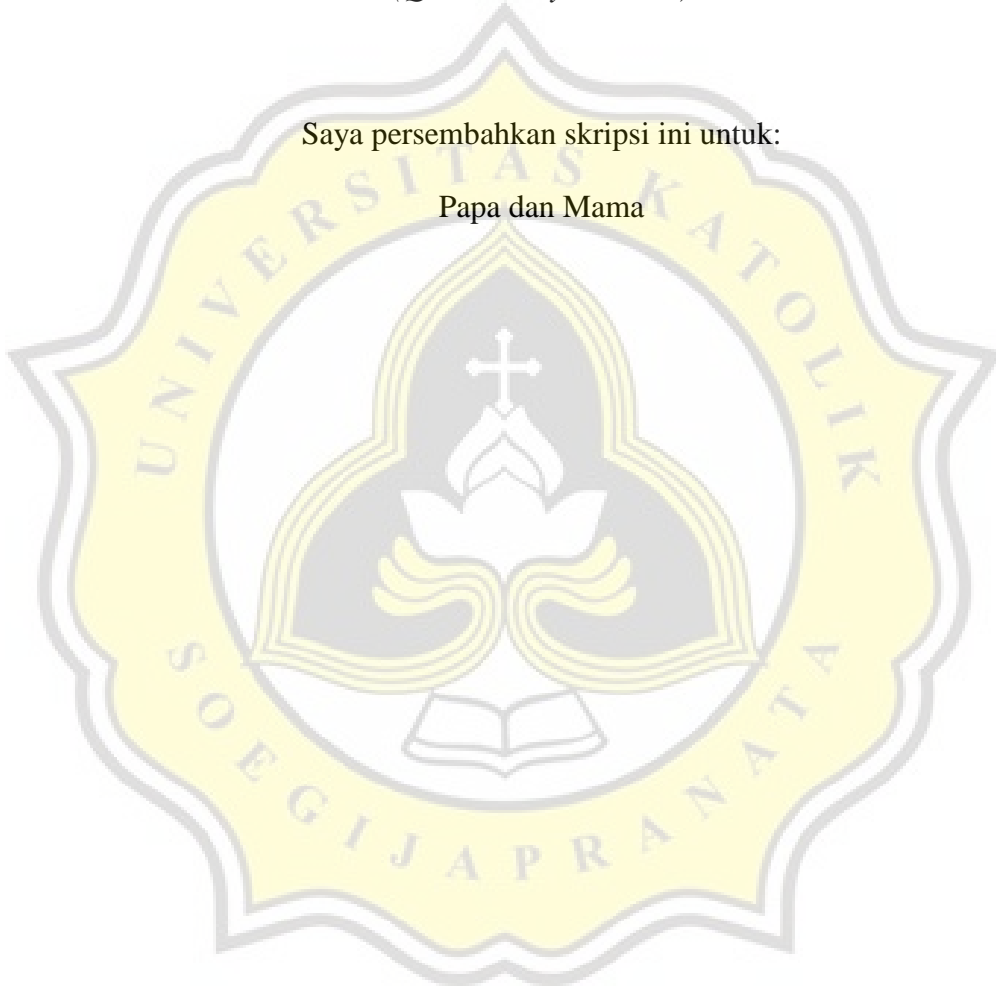 Saya persembahkan skripsi ini untuk:
Papa dan Mama
UNIVERSITAS KATOLIK
SOEGIJAPRANATA